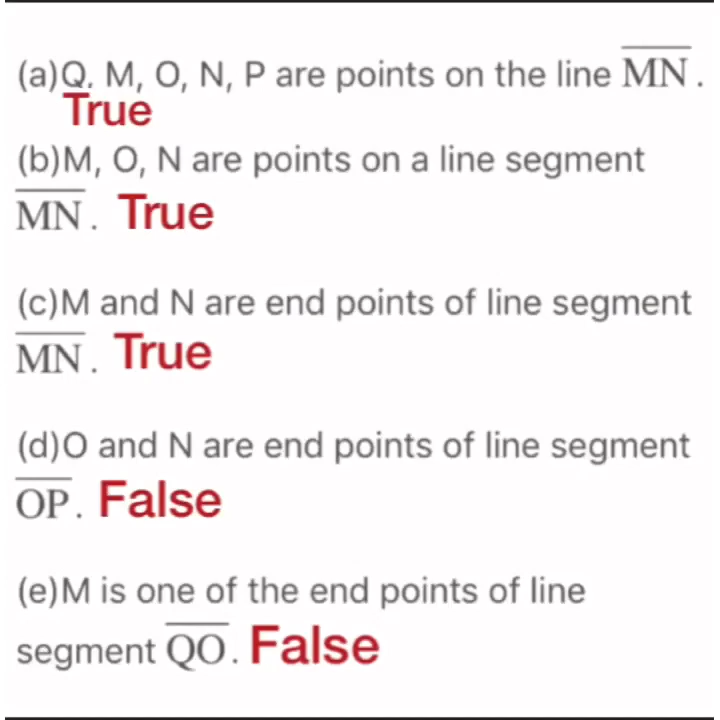 (a)Q, M, O, N, P are points on the line MN.
True
(b)M, O, N are points on a line segment
MN. True
(c)M and N are end points of line segment
MN. True
(d)O and N are end points of line segment
OP. False
(e)M is one of the end points of line
segment QO. False